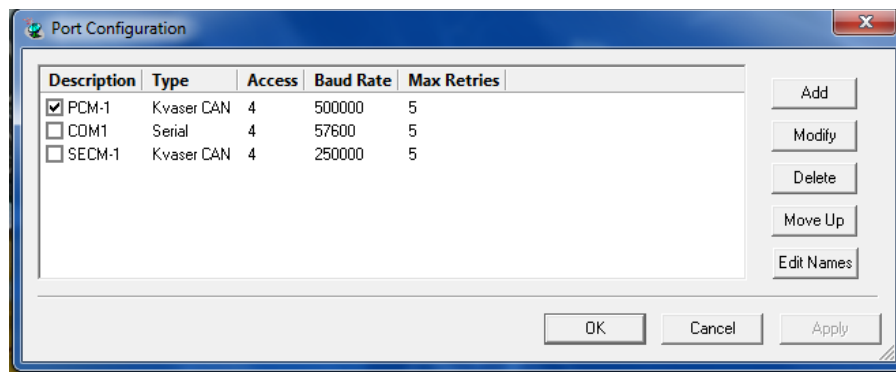 Port Configuration
Description Type Access Baud Rate Max Retries
PCM-1 Kvaser CAN 4 500000 5
COM1 Serial 4 57600 5
SECM-1 Kvaser CAN 4 250000 5
Add
Modify
Delete
Move Up
Edit Names
OK Cancel Apply